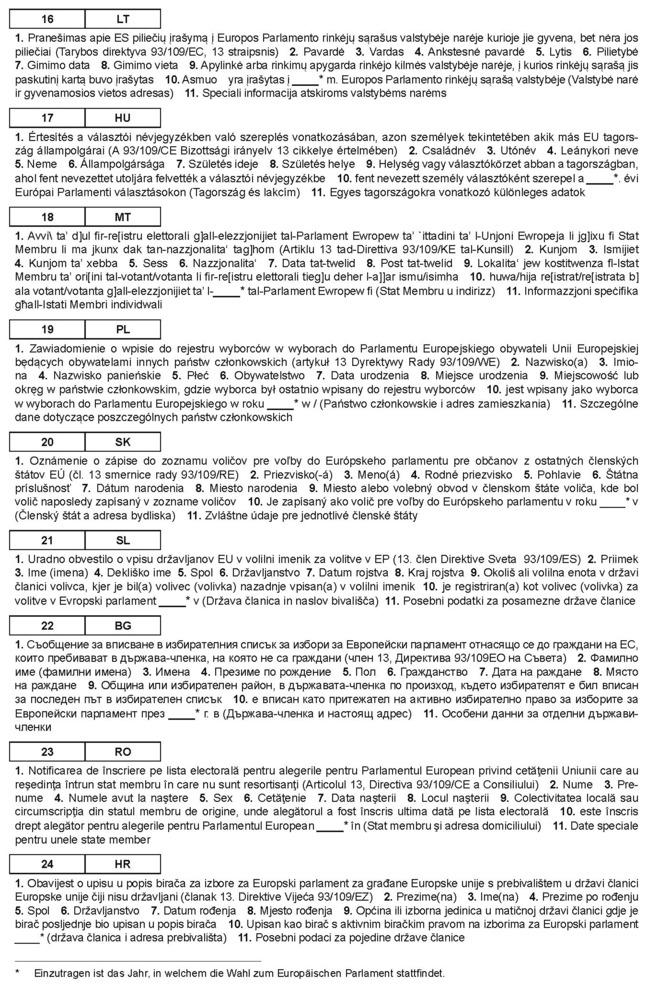 16 LT
1. Pranešimas apie ES piliečių įrašymą į Europos Parlamento rinkėjų sąrašus valstybėje narėje kurioje jie gyvena, bet nėra jos
piliečiai (Tarybos direktyva 93/109/EC, 13 straipsnis) 2. Pavardė 3. Vardas 4. Ankstesnė pavardė 5. Lytis 6. Pilietybė
7. Gimimo data 8. Gimimo vieta 9. Apylinkė arba rinkimų apygarda rinkėjo kilmės valstybėje narėje, į kurios rinkėjų sąrašą jis
paskutinį kartą buvo įrašytas 10. Asmuo yra įrašytas į ____* m. Europos Parlamento rinkėjų sąrašą valstybėje (Valstybė narė
ir gyvenamosios vietos adresas) 11. Speciali informacija atskiroms valstybėms narėms
17 HU
1. Értesités a választói névjegyzékben való szereplés vonatkozásában, azon személyek tekintetében akik más EU tagors-
zág állampolgárai (A 93/109/CE Bizottsági irányelv 13 cikkelye értelmében) 2. Családnév 3. Utónév 4. Leánykori neve
5. Neme 6. Állampolgársága 7. Születés ideje 8. Születés helye 9. Helység vagy választókörzet abban a tagországban,
ahol fent nevezettet utoljára felvették a választói névjegyzékbe 10. fent nevezett személy választóként szerepel a ____*. évi
Európai Parlamenti választásokon (Tagország és lakcím) 11. Egyes tagországokra vonatkozó különleges adatok
18 MT
1. Avvi\ ta' d]ul fir-re[istru elettorali g]all-elezzjonijiet tal-Parlament Ewropew ta' `ittadini ta' l-Unjoni Ewropeja li jg]ixu fi Stat
Membru li ma jkunx dak tan-nazzjonalita' tag]hom (Artiklu 13 tad-Direttiva 93/109/KE tal-Kunsill) 2. Kunjom 3. Ismijiet
4. Kunjom ta' xebba 5. Sess 6. Nazzjonalita' 7. Data tat-twelid 8. Post tat-twelid 9. Lokalita' jew kostitwenza fl-Istat
Membru ta' ori[ini tal-votant/votanta li fir-re[istru elettorali tieg]u deher l-a]]ar ismu/isimha 10. huwa/hija re[istrat/re[istrata b]
ala votant/votanta g]all-elezzjonijiet ta' l-____* tal-Parlament Ewropew fi (Stat Membru u indirizz) 11. Informazzjoni speċifika
għall-Istati Membri individwali
19 PL
1. Zawiadomienie o wpisie do rejestru wyborców w wyborach do Parlamentu Europejskiego obywateli Unii Europejskiej
będących obywatelami innych państw członkowskich (artykuł 13 Dyrektywy Rady 93/109/WE) 2. Nazwisko(a) 3. Imio-
na 4. Nazwisko panieńskie 5. Płeć 6. Obywatelstwo 7. Data urodzenia 8. Miejsce urodzenia 9. Miejscowość lub
okręg w państwie członkowskim, gdzie wyborca był ostatnio wpisany do rejestru wyborców 10. jest wpisany jako wyborca
w wyborach do Parlamentu Europejskiego w roku ____* w / (Państwo członkowskie i adres zamieszkania) 11. Szczególne
dane dotyczące poszczególnych państw członkowskich
20 SK
1. Oznámenie o zápise do zoznamu voličov pre voľby do Európskeho parlamentu pre občanov z ostatných členských
štátov EÚ (čl. 13 smernice rady 93/109/RE) 2. Priezvisko(-á) 3. Meno(á) 4. Rodné priezvisko 5. Pohlavie 6. Štátna
príslušnosť 7. Dátum narodenia 8. Miesto narodenia 9. Miesto alebo volebný obvod v členskom štáte voliča, kde bol
volič naposledy zapísaný v zozname voličov 10. Je zapísaný ako volič pre voľby do Európskeho parlamentu v roku ____* v
(Členský štát a adresa bydliska) 11. Zvláštne údaje pre jednotlivé členské štáty
21 SL
1. Uradno obvestilo o vpisu državljanov EU v volilni imenik za volitve v EP (13. člen Direktive Sveta 93/109/ES) 2. Priimek
3. Ime (imena) 4. Dekliško ime 5. Spol 6. Državljanstvo 7. Datum rojstva 8. Kraj rojstva 9. Okoliš ali volilna enota v državi
članici volivca, kjer je bil(a) volivec (volivka) nazadnje vpisan(a) v volilni imenik 10. je registriran(a) kot volivec (volivka) za
volitve v Evropski parlament ____* v (Država članica in naslov bivališča) 11. Posebni podatki za posamezne države članice
22 BG
1. Съобщение за вписване в избирателния списък за избори за Европейски парламент отнасящо се до граждани на ЕС,
които пребивават в държава-членка, на която не са граждани (член 13, Директива 93/109ЕО на Съвета) 2. Фамилно
име (фамилни имена) 3. Имена 4. Презиме по рождение 5. Пол 6. Гражданство 7. Дата на раждане 8. Място
на раждане 9. Община или избирателен район, в държавата-членка по произход, където избирателят е бил вписан
за последен път в избирателен списък 10. е вписан като притежател на активно избирателно право за изборите за
Европейски парламент през ____* г. в (Държава-членка и настоящ адрес) 11. Особени данни за отделни държави-
членки
23 RO
1. Notificarea de înscriere pe lista electorală pentru alegerile pentru Parlamentul European privind cetăţenii Uniunii care au
reşedinţa întrun stat membru în care nu sunt resortisanţi (Articolul 13, Directiva 93/109/CE a Consiliului) 2. Nume 3. Pre-
nume 4. Numele avut la naştere 5. Sex 6. Cetăţenie 7. Data naşterii 8. Locul naşterii 9. Colectivitatea locală sau
circumscripţia din statul membru de origine, unde alegătorul a fost înscris ultima dată pe lista electorală 10. este înscris
drept alegător pentru alegerile pentru Parlamentul European ____* în (Stat membru şi adresa domiciliului) 11. Date speciale
pentru unele state member
24 HR
1. Obavijest o upisu u popis birača za izbore za Europski parlament za građane Europske unije s prebivalištem u državi članici
Europske unije čiji nisu državljani (članak 13. Direktive Vijeća 93/109/EZ) 2. Prezime(na) 3. Ime(na) 4. Prezime po rođenju
5. Spol 6. Državljanstvo 7. Datum rođenja 8. Mjesto rođenja 9. Općina ili izborna jedinica u matičnoj državi članici gdje je
birač posljednje bio upisan u popis birača 10. Upisan kao birač s aktivnim biračkim pravom na izborima za Europski parlament
____* (država članica i adresa prebivališta) 11. Posebni podaci za pojedine države članice
* Einzutragen ist das Jahr, in welchem die Wahl zum Europäischen Parlament stattfindet.